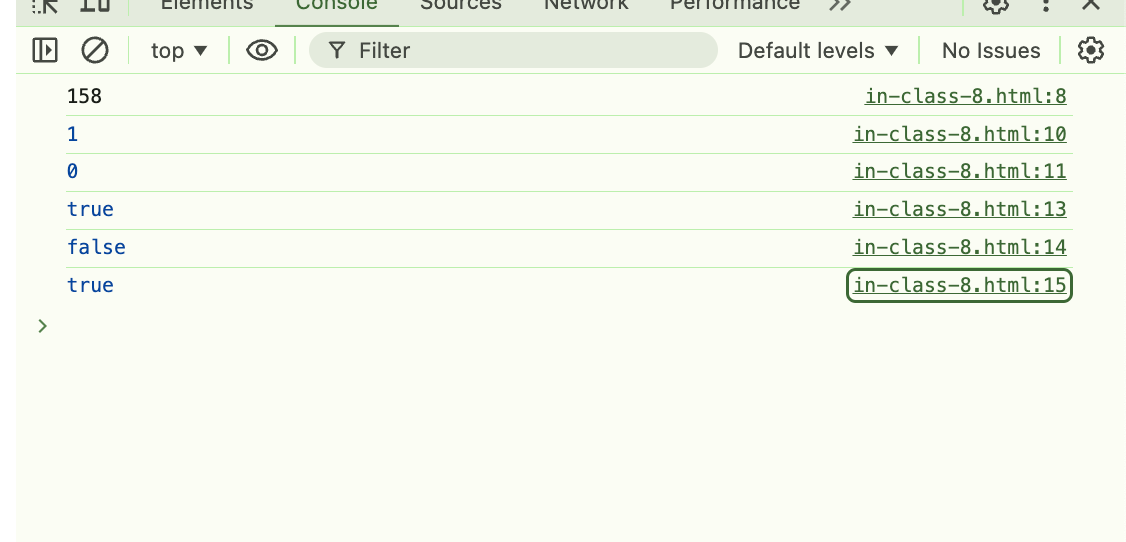 Elements Console Sources Network Performance
top Filter Default levels No Issues
158 in-class-8.html:8
1 in-class-8.html:10
0 in-class-8.html:11
true in-class-8.html:13
false in-class-8.html:14
true in-class-8.html:15